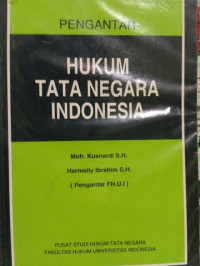 PENGANTAR
HUKUM
TATA NEGARA
INDONESIA
Moh. Kusnardi S.H.
Harmaily Ibrahim S.H.
( Pengantar FH.U.I )
PUSAT STUDI HUKUM TATA NEGARA
FAKULTAS HUKUM UNIVERSITAS INDONESIA